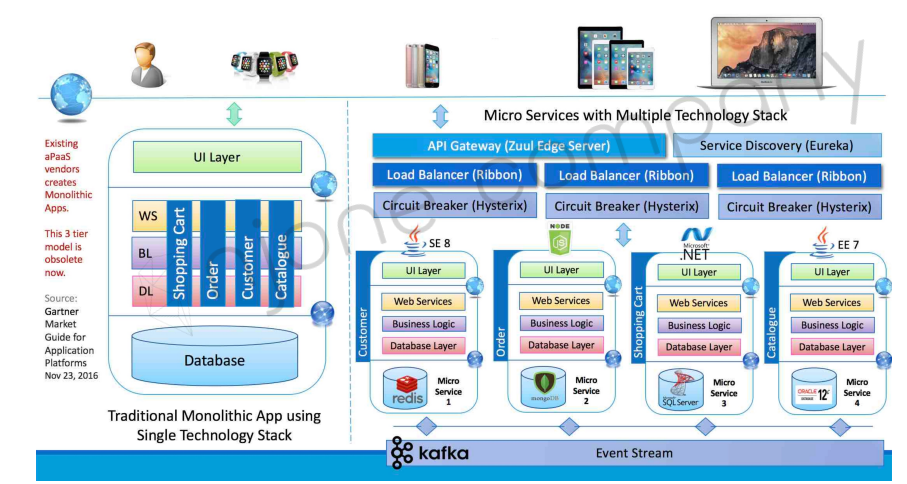 Micro Services with Multiple Technology Stack
Existing
aPaaS
vendors
creates
Monolithic
Apps.
This 3 tier
model is
obsolete
now.
Source:
Gartner
Market
Guide for
Application
Platforms
Nov 23, 2016
UI Layer
WS
BL
DL
Shopping Cart
Order
Customer
Catalogue
Database
Traditional Monolithic App using
Single Technology Stack
API Gateway (Zuul Edge Server)
Service Discovery (Eureka)
Load Balancer (Ribbon)
Load Balancer (Ribbon)
Load Balancer (Ribbon)
Circuit Breaker (Hysterix)
Circuit Breaker (Hysterix)
Circuit Breaker (Hysterix)
SE 8
Customer
UI Layer
Web Services
Business Logic
Database Layer
redis
Micro
Service
1
NODE
JS
Order
UI Layer
Web Services
Business Logic
Database Layer
mongoDB
Micro
Service
2
Microsoft
.NET
Shopping Cart
UI Layer
Web Services
Business Logic
Database Layer
SQL Server
Micro
Service
3
EE 7
Catalogue
UI Layer
Web Services
Business Logic
Database Layer
ORACLE
DATABASE
12c
Micro
Service
4
kafka
Event Stream
ojone company